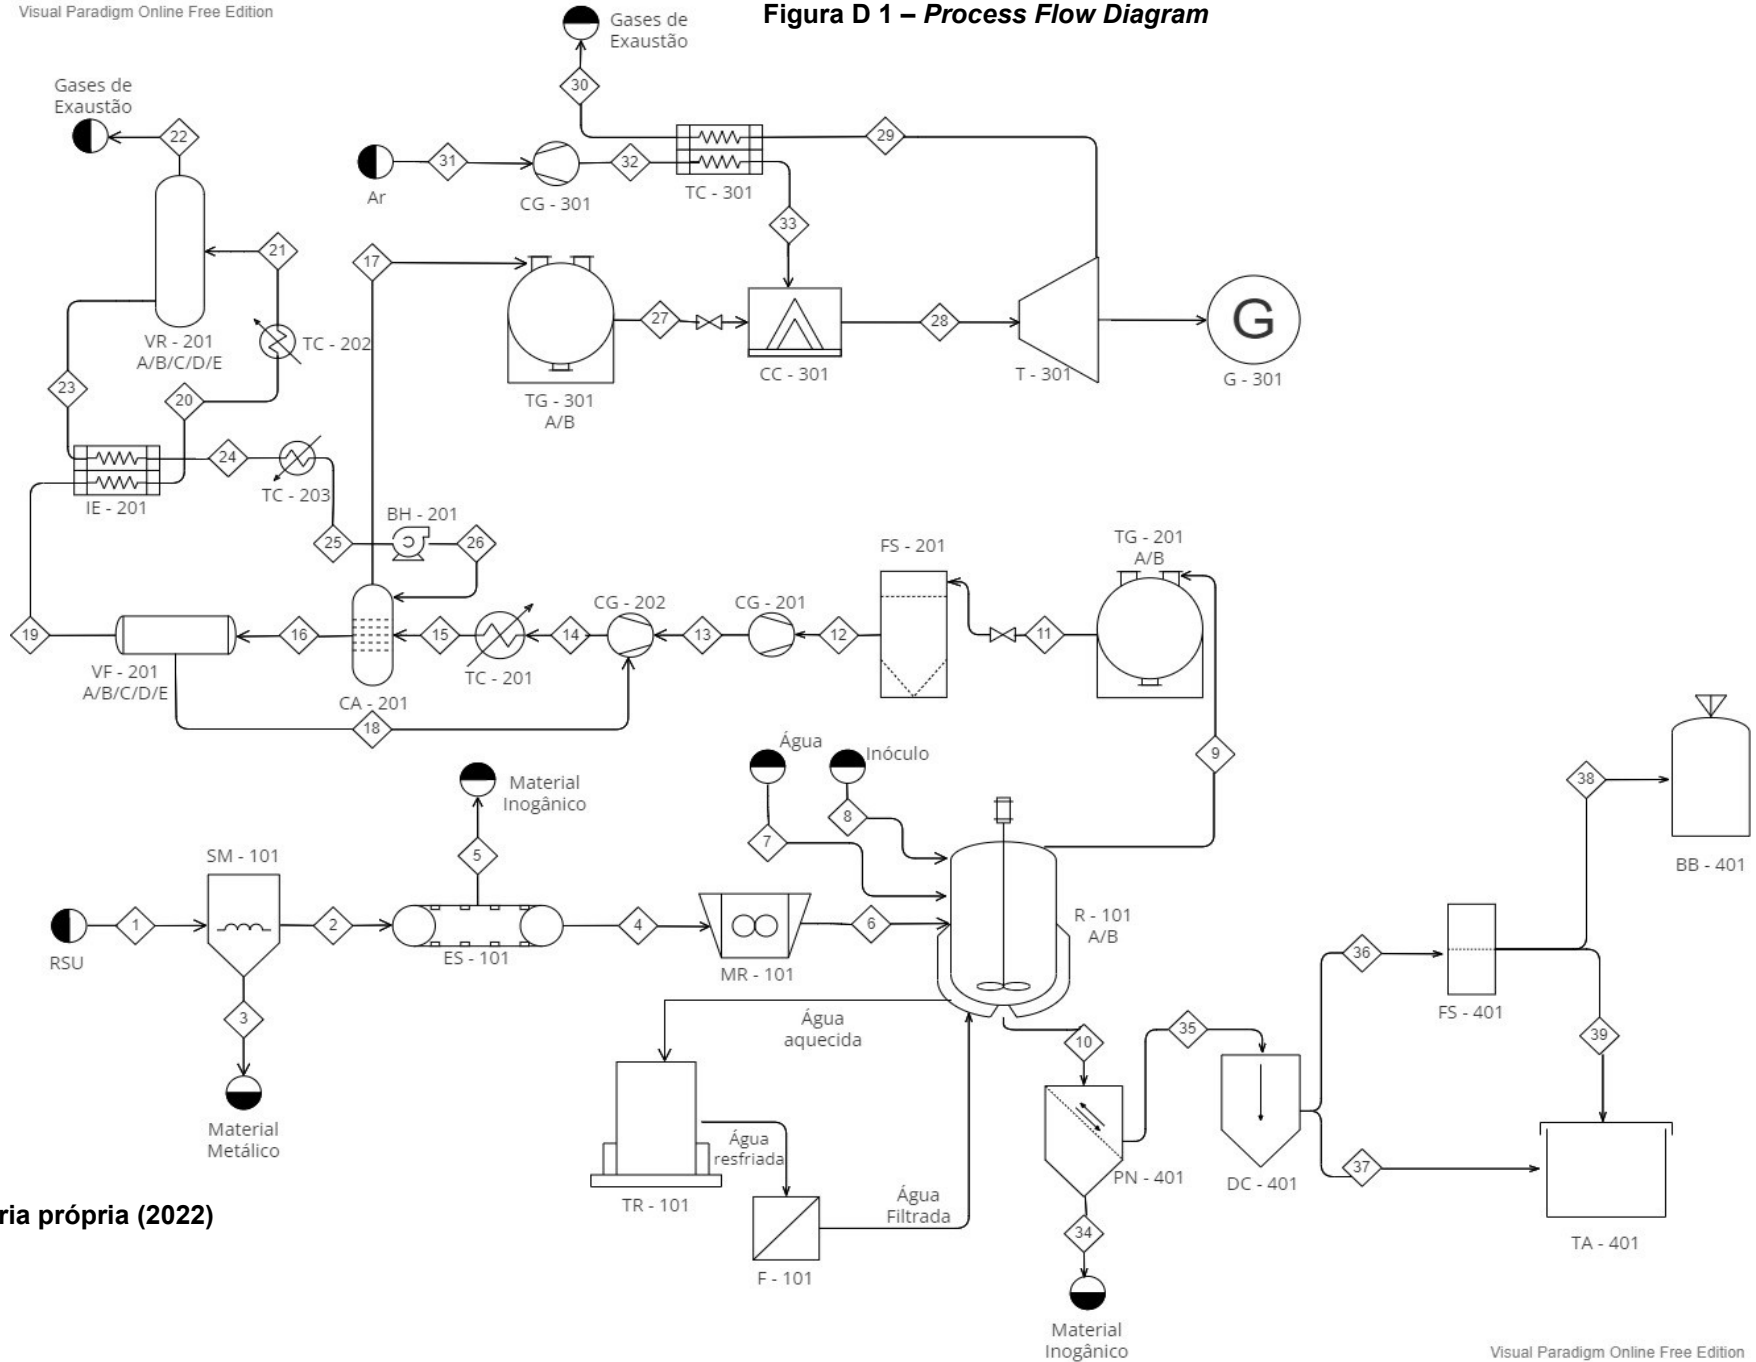 Visual Paradigm Online Free Edition
Figura D 1 – Process Flow Diagram
Gases de
Exaustão
30
Gases de
Exaustão
22
29
31
32
Ar
CG - 301
TC - 301
33
21
17
VR - 201
A/B/C/D/E
TC - 202
27
28
G
CC - 301
T - 301
G - 301
TG - 301
A/B
23
20
24
TC - 203
IE - 201
BH - 201
25
26
FS - 201
TG - 201
A/B
CG - 202
CG - 201
19
16
15
14
13
12
11
VF - 201
A/B/C/D/E
TC - 201
CA - 201
18
Água
Inóculo
9
Material
Inogânico
38
8
7
5
SM - 101
BB - 401
1
2
4
6
R - 101
A/B
RSU
ES - 101
MR - 101
36
FS - 401
3
Água
aquecida
10
35
39
Material
Metálico
Água
resfriada
PN - 401
DC - 401
37
TR - 101
Água
Filtrada
ria própria (2022)
34
TA - 401
F - 101
Material
Inogânico
Visual Paradigm Online Free Edition